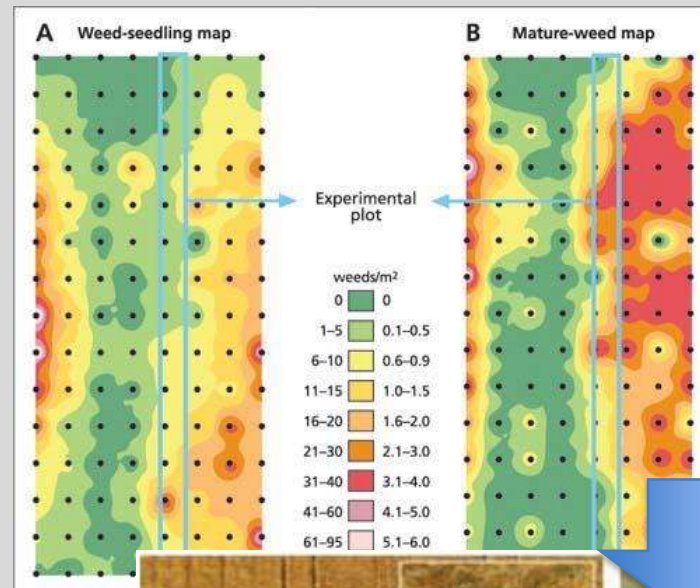 A Weed-seedling map
B Mature-weed map
Experimental
plot
weeds/m²
0 0
1–5 0.1–0.5
6–10 0.6–0.9
11–15 1.0–1.5
16–20 1.6–2.0
21–30 2.1–3.0
31–40 3.1–4.0
41–60 4.1–5.0
61–95 5.1–6.0